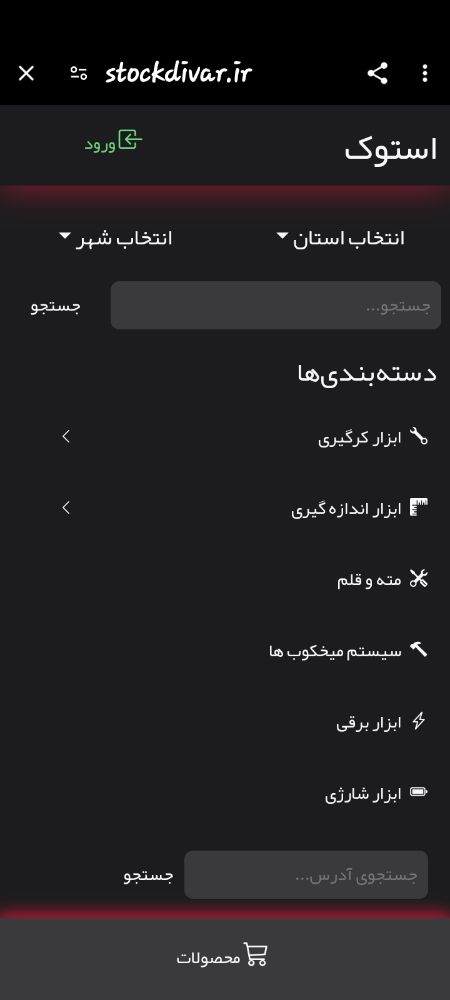 stockdivar.ir
استوک
ورود
انتخاب استان
انتخاب شهر
جستجو...
جستجو
دسته‌بندی‌ها
ابزار کرگیری
ابزار اندازه گیری
مته و قلم
سیستم میخکوب ها
ابزار برقی
ابزار شارژی
جستجوی آدرس...
جستجو
محصولات